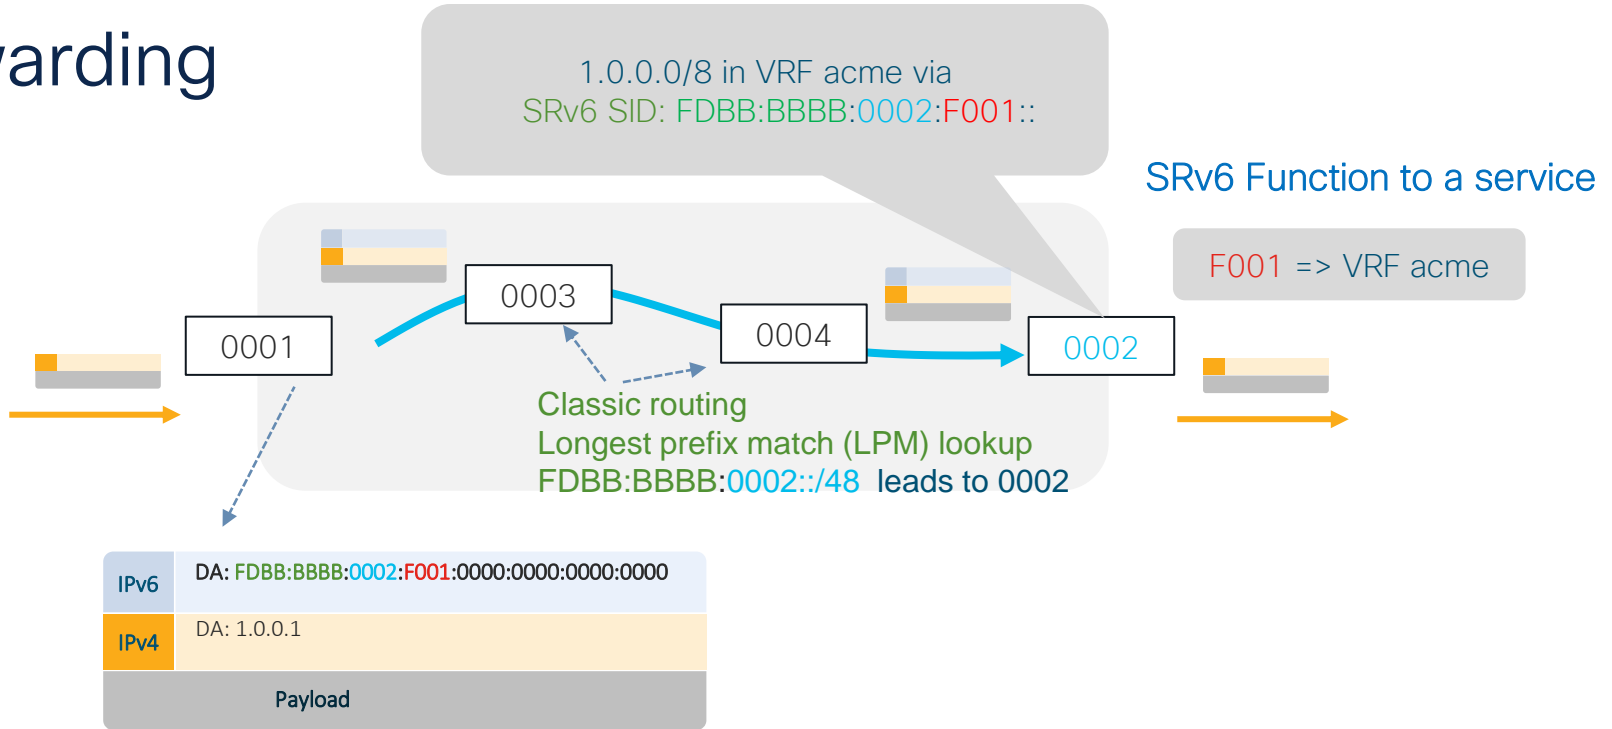 warding
1.0.0.0/8 in VRF acme via
SRv6 SID: FDBB:BBBB:0002:F001::
SRv6 Function to a service
F001 => VRF acme
0003
0004
0001
0002
Classic routing
Longest prefix match (LPM) lookup
FDBB:BBBB:0002::/48 leads to 0002
IPv6 DA: FDBB:BBBB:0002:F001:0000:0000:0000:0000
IPv4 DA: 1.0.0.1
Payload